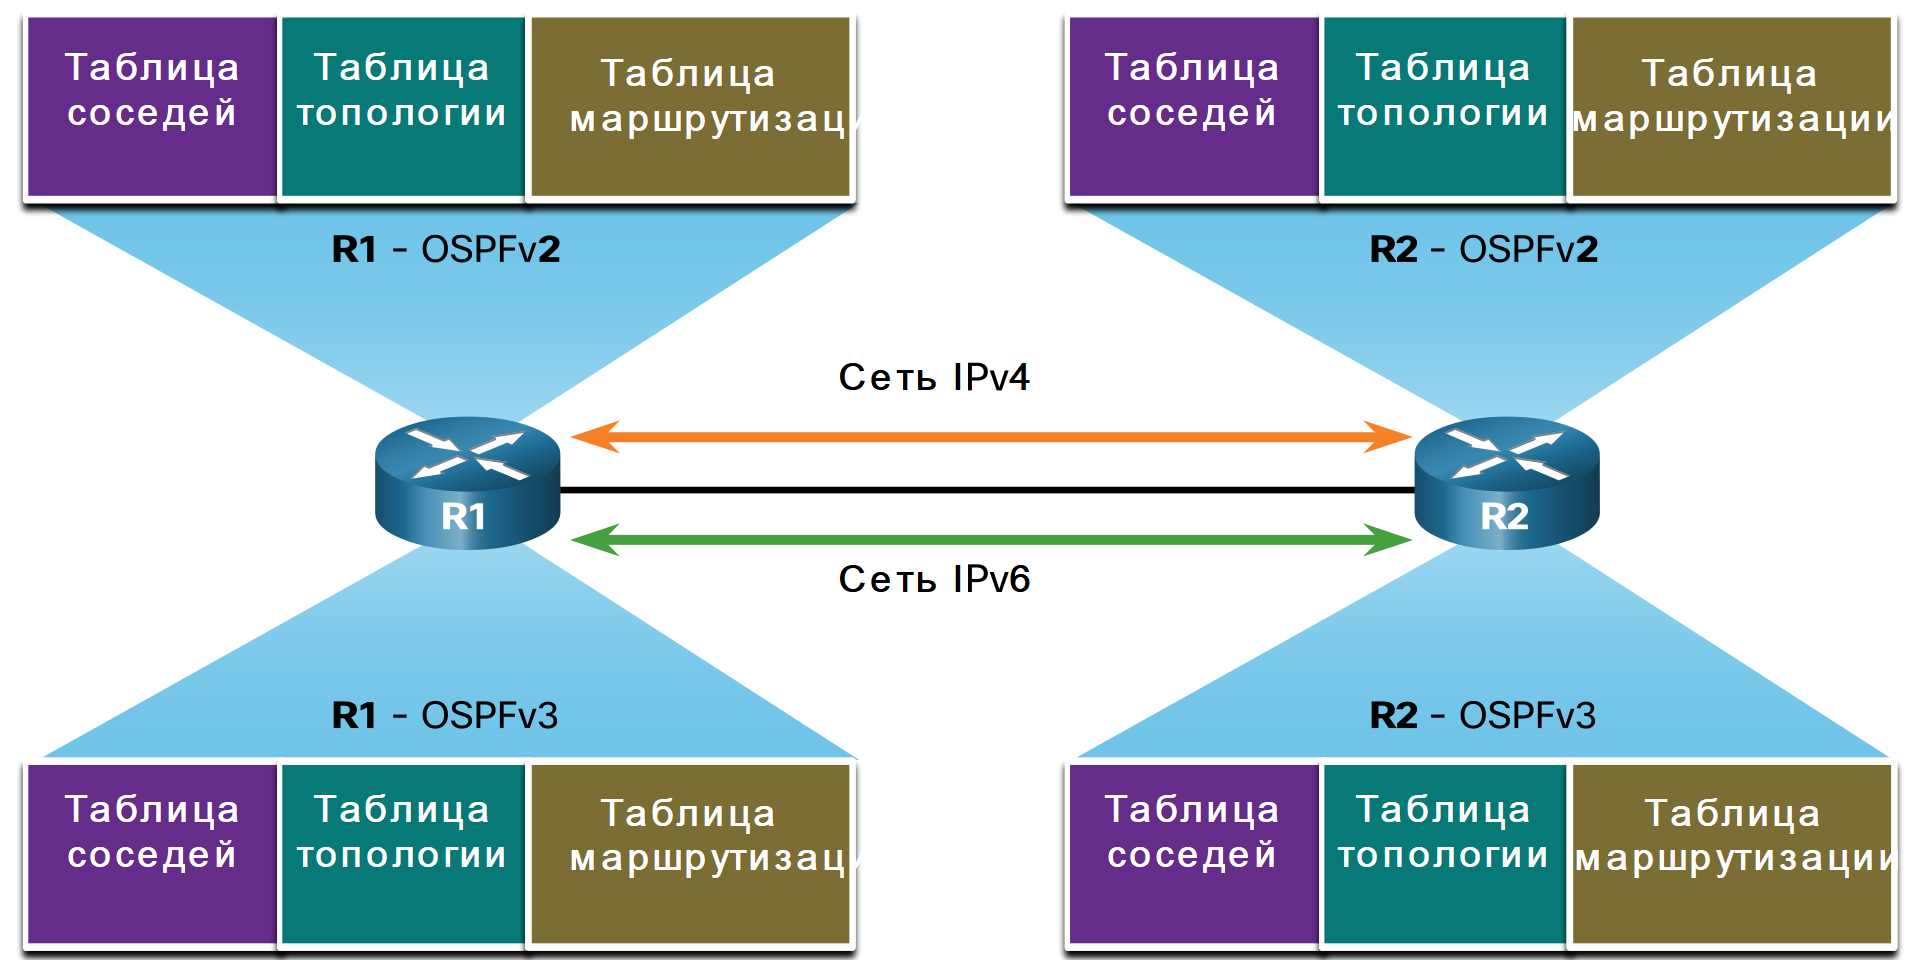 Таблица
соседей
Таблица
топологии
Таблица
маршрутизац
Таблица
соседей
Таблица
топологии
Таблица
маршрутизации
R1 - OSPFv2
R2 - OSPFv2
Сеть IPv4
R1
R2
Сеть IPv6
R1 - OSPFv3
R2 - OSPFv3
Таблица
соседей
Таблица
топологии
Таблица
маршрутизац
Таблица
соседей
Таблица
топологии
Таблица
маршрутизации